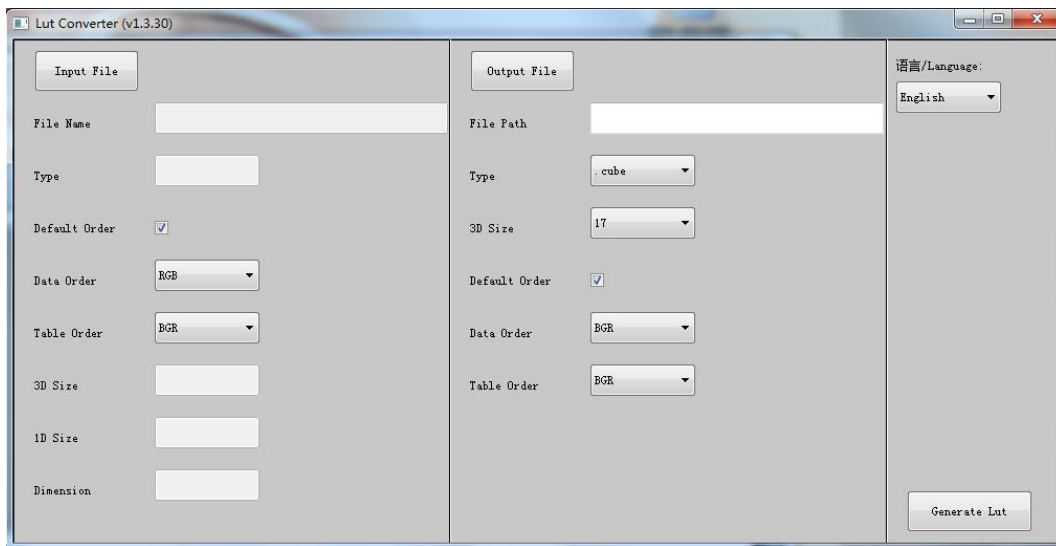 Lut Converter (v1.3.30)
Input File
File Name
Type
Default Order
Data Order RGB
Table Order BGR
3D Size
1D Size
Dimension
Output File
File Path
Type .cube
3D Size 17
Default Order
Data Order BGR
Table Order BGR
语言/Language:
English
Generate Lut